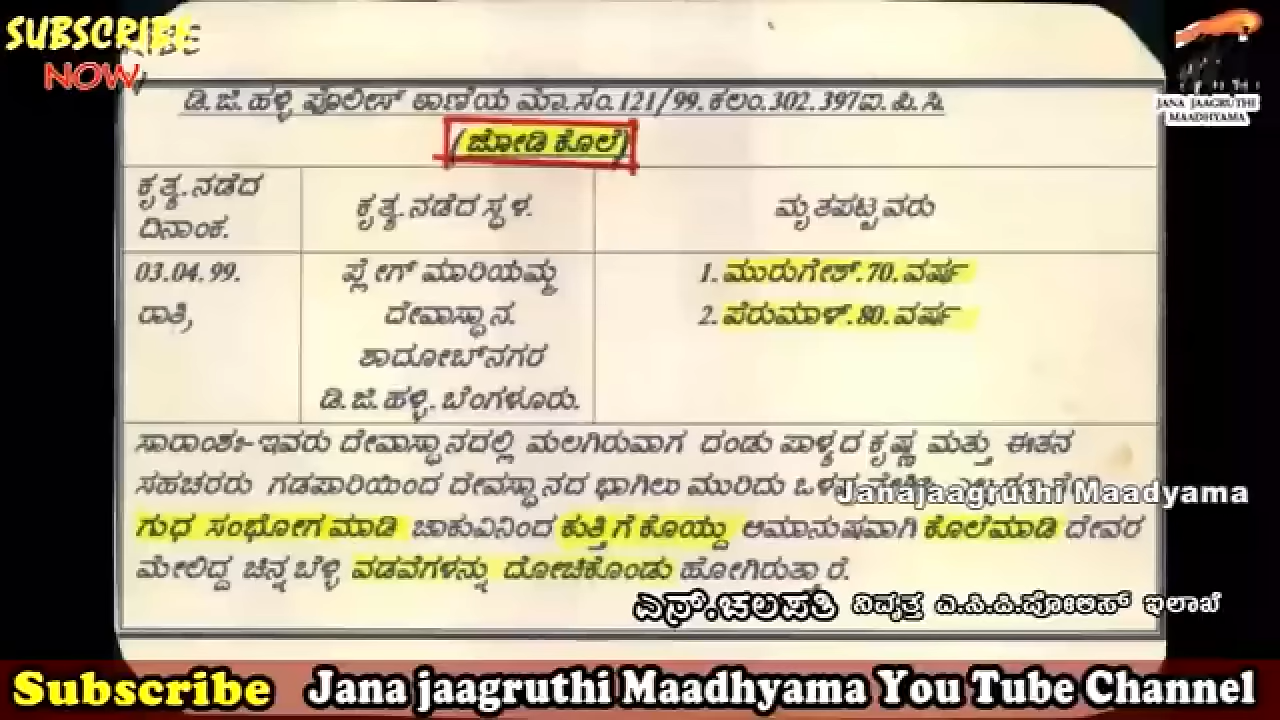 SUBSCRIBE
NOW
JANA JAAGRUTHI
MAADHYAMA
ಡಿ.ಜೆ.ಹಳ್ಳಿ ಪೊಲೀಸ್ ಠಾಣೆಯ ಮೊ.ಸಂ.121/99. ಕಲಂ.302.397ಐ.ಪಿ.ಸಿ
(ಜೋಡಿ ಕೊಲೆ)
ಕೃತ್ಯ.ನಡೆದ
ದಿನಾಂಕ.
ಕೃತ್ಯ.ನಡೆದ ಸ್ಥಳ.
ಮೃತಪಟ್ಟವರು
03.04.99.
ರಾತ್ರಿ
ಪ್ಲೇಗ್ ಮಾರಿಯಮ್ಮ
ದೇವಾಸ್ಥಾನ.
ಶಾದೋಬ್‌ನಗರ
ಡಿ.ಜೆ.ಹಳ್ಳಿ. ಬೆಂಗಳೂರು.
1. ಮುರುಗೇಶ್.70.ವರ್ಷ
2. ಪೆರುಮಾಳ್.80.ವರ್ಷ
ಸಾರಾಂಶಃ-ಇವರು ದೇವಾಸ್ಥಾನದಲ್ಲಿ ಮಲಗಿರುವಾಗ ದಂಡು ಪಾಳ್ಯದ ಕೃಷ್ಣ ಮತ್ತು ಈತನ
ಸಹಚರರು ಗಡಪಾರಿಯಿಂದ ದೇವಸ್ಥಾನದ ಭಾಗಿಲು ಮುರಿದು
Janajaagruthi Maadyama
ಗುಧ ಸಂಭೋಗ ಮಾಡಿ ಚಾಕುವಿನಿಂದ ಕುತ್ತಿಗೆ ಕೊಯ್ದು ಅಮಾನುಷವಾಗಿ ಕೊಲೆಮಾಡಿ ದೇವರ
ಮೇಲಿದ್ದ ಚಿನ್ನ ಬೆಳ್ಳಿ ವಡವೆಗಳನ್ನು ದೋಚಿಕೊಂಡು ಹೋಗಿರುತಾರೆ.
ಎನ್.ಚಲಪತಿ ನಿವೃತ್ತ ಎ.ಸಿ.ಪಿ.ಪೋಲಿಸ್ ಇಲಾಖೆ
Subscribe Jana jaagruthi Maadhyama You Tube Channel